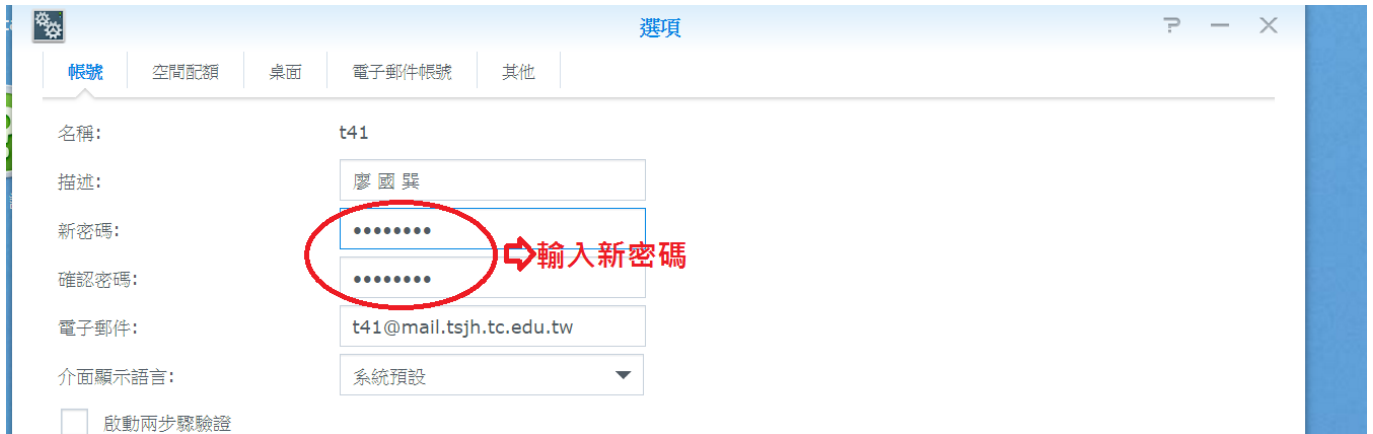 選項
帳號 空間配額 桌面 電子郵件帳號 其他
名稱: t41
描述: 廖國巽
新密碼: ••••••••
輸入新密碼
確認密碼: ••••••••
電子郵件: t41@mail.tsjh.tc.edu.tw
介面顯示語言: 系統預設
啟動兩步驟驗證